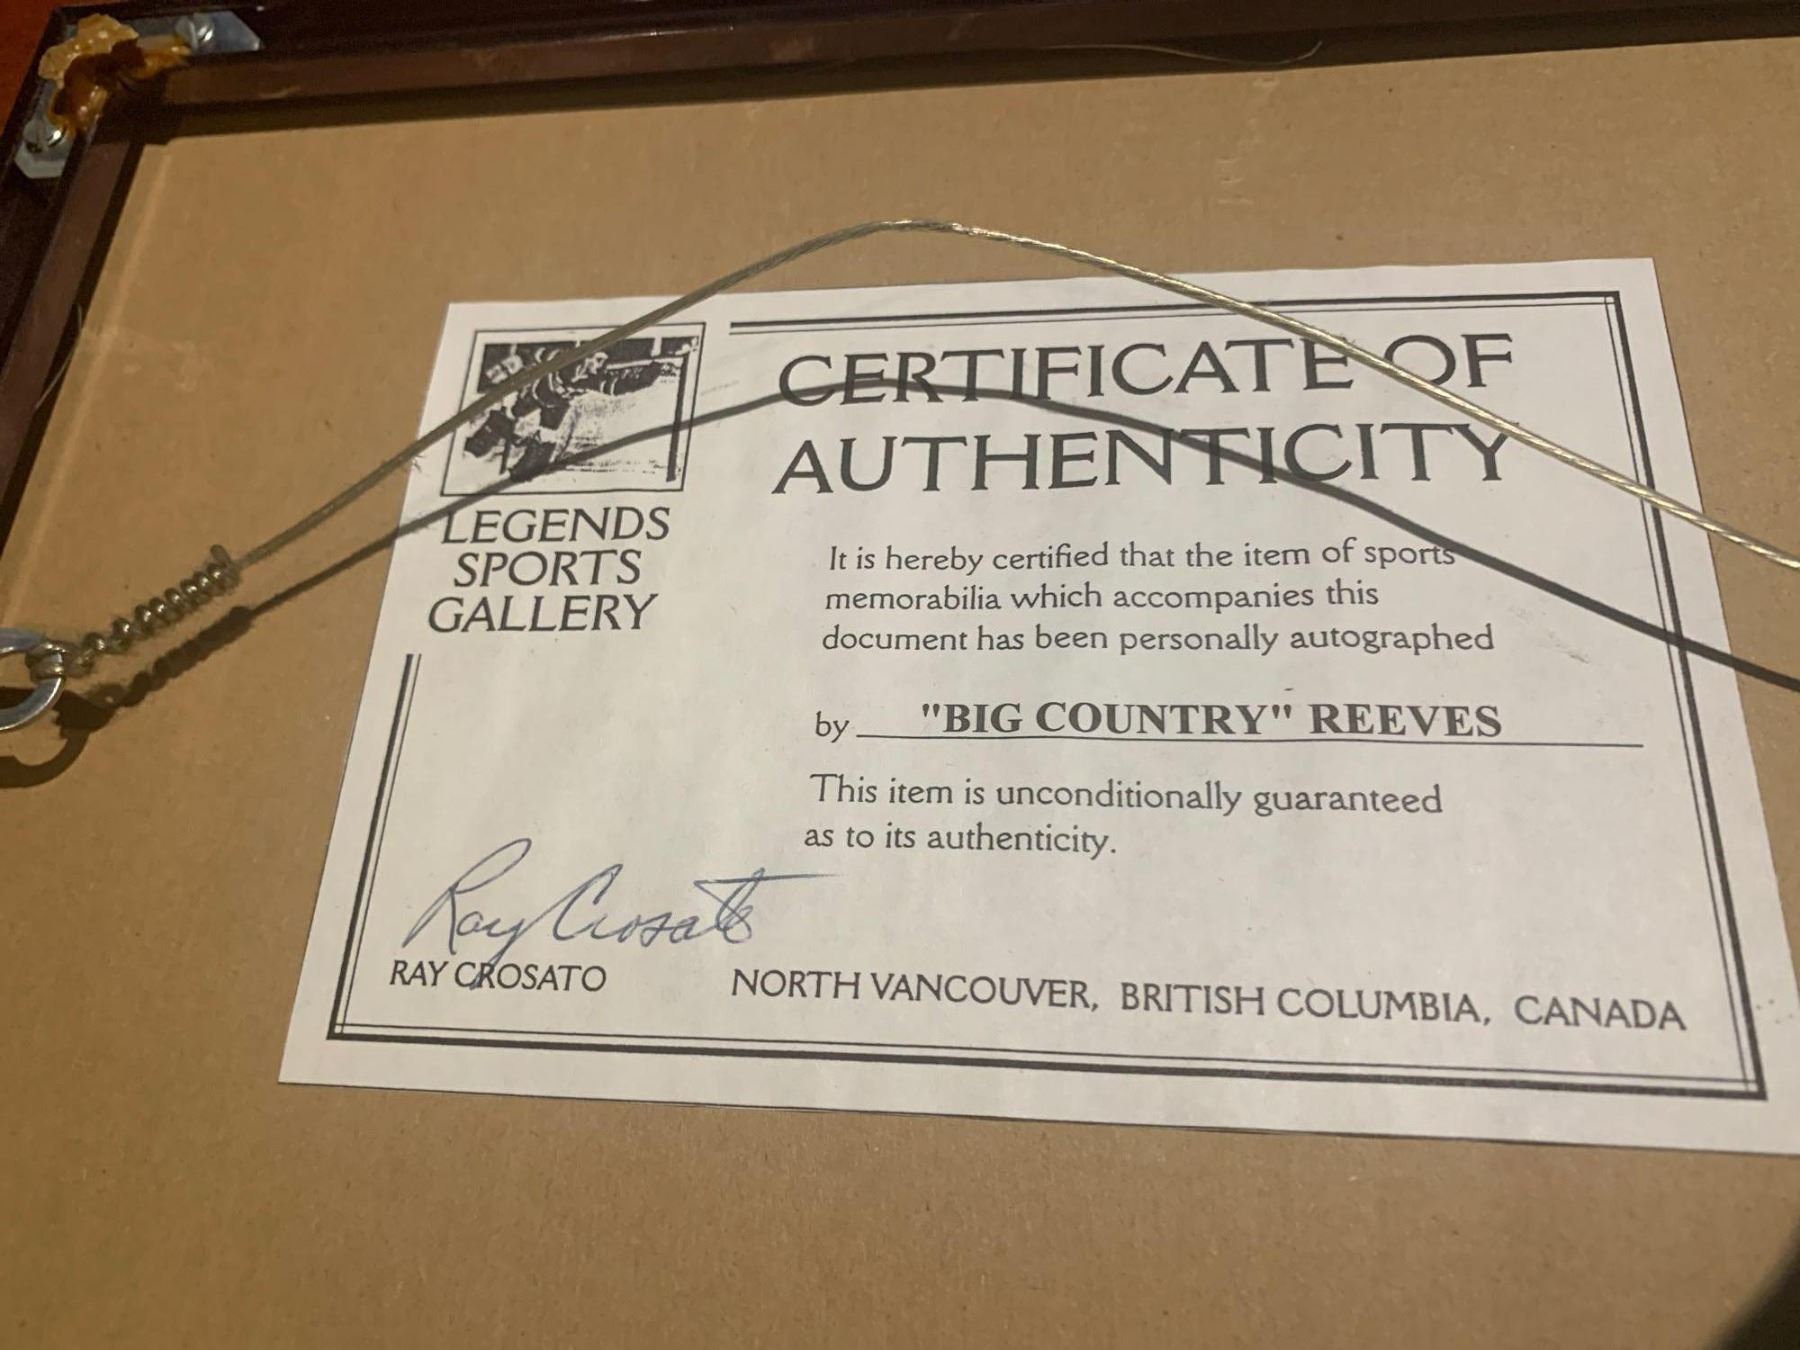 CERTIFICATE OF
AUTHENTICITY
LEGENDS
SPORTS
GALLERY
It is hereby certified that the item of sports
memorabilia which accompanies this
document has been personally autographed
by "BIG COUNTRY" REEVES
This item is unconditionally guaranteed
as to its authenticity.
Ray Crosato
RAY CROSATO
NORTH VANCOUVER, BRITISH COLUMBIA, CANADA